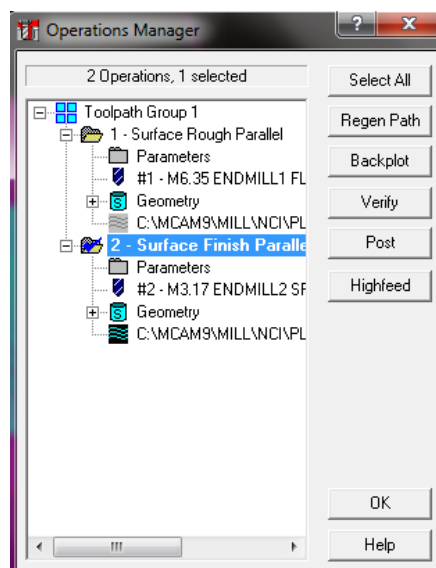 Operations Manager
?
X
2 Operations, 1 selected
Toolpath Group 1
1 - Surface Rough Parallel
Parameters
#1 - M6.35 ENDMILL1 FL
Geometry
C:\MCAM9\MILL\NCI\PL
2 - Surface Finish Paralle
Parameters
#2 - M3.17 ENDMILL2 SP
Geometry
C:\MCAM9\MILL\NCI\PL
Select All
Regen Path
Backplot
Verify
Post
Highfeed
OK
Help